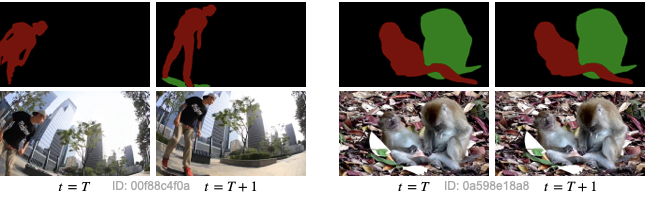 t = T ID: 00f88c4f0a t = T + 1 t = T ID: 0a598e18a8 t = T + 1